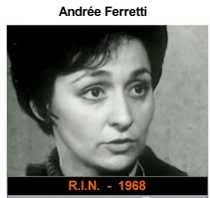 Andrée Ferretti
R.I.N. - 1968